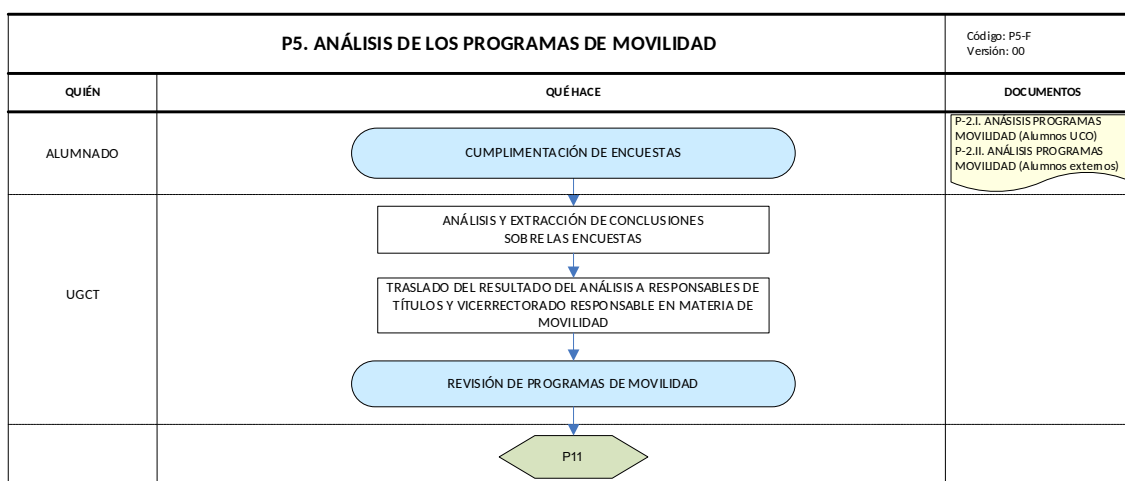 P5. ANÁLISIS DE LOS PROGRAMAS DE MOVILIDAD
Código: P5-F
Versión: 00
QUIÉN
QUÉ HACE
DOCUMENTOS
ALUMNADO
CUMPLIMENTACIÓN DE ENCUESTAS
P-2.I. ANÁSISIS PROGRAMAS
MOVILIDAD (Alumnos UCO)
P-2.II. ANÁLISIS PROGRAMAS
MOVILIDAD (Alumnos externos)
UGCT
ANÁLISIS Y EXTRACCIÓN DE CONCLUSIONES
SOBRE LAS ENCUESTAS
TRASLADO DEL RESULTADO DEL ANÁLISIS A RESPONSABLES DE
TÍTULOS Y VICERRECTORADO RESPONSABLE EN MATERIA DE
MOVILIDAD
REVISIÓN DE PROGRAMAS DE MOVILIDAD
P11